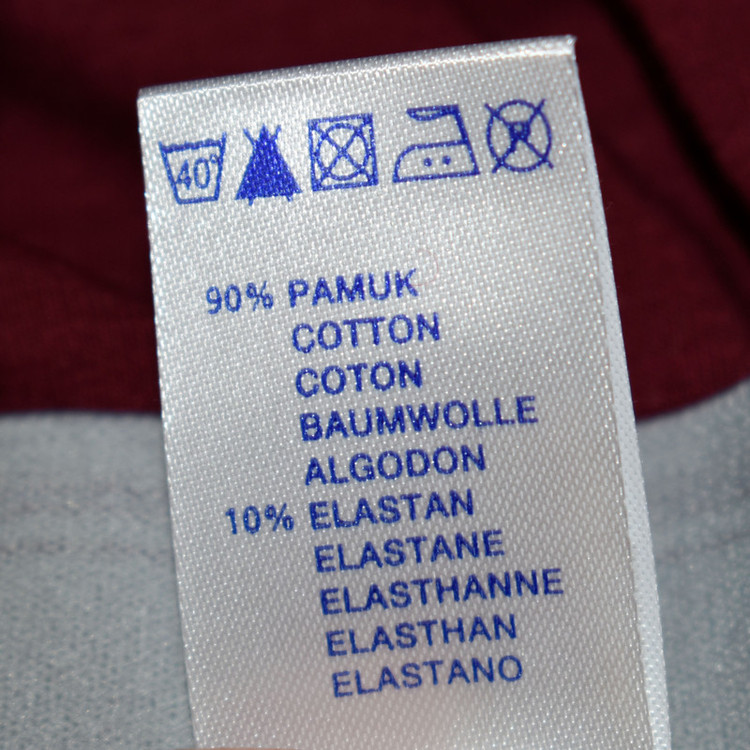 40° P
90% PAMUK
COTTON
COTON
BAUMWOLLE
ALGODON
10% ELASTAN
ELASTANE
ELASTHANNE
ELASTHAN
ELASTANO